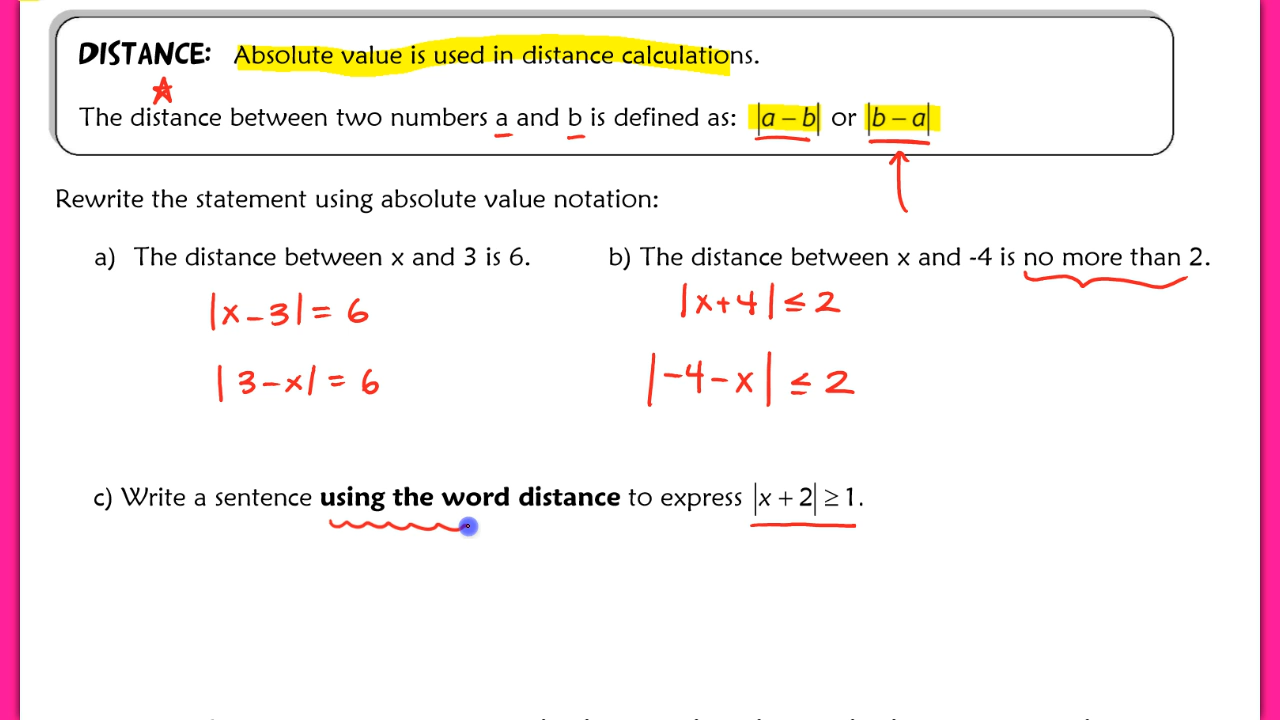 DISTANCE: Absolute value is used in distance calculations.
The distance between two numbers a and b is defined as: |a – b| or |b – a|
Rewrite the statement using absolute value notation:
a) The distance between x and 3 is 6. b) The distance between x and -4 is no more than 2.
|x-3| = 6 |x+4| ≤ 2
|3-x| = 6 |-4-x| ≤ 2
c) Write a sentence using the word distance to express |x + 2| ≥ 1.